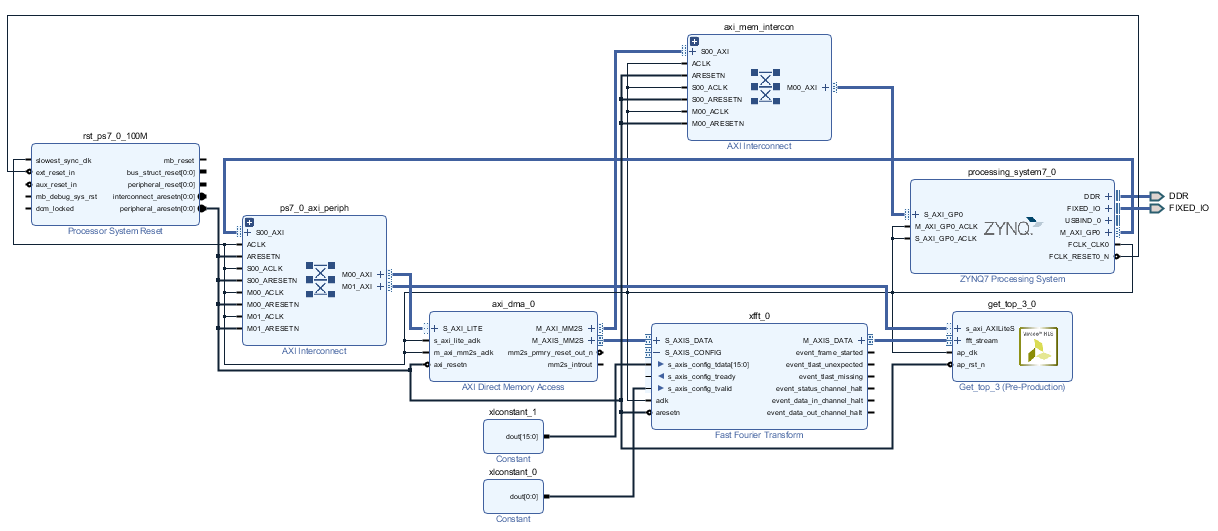 axi_mem_intercon
S00_AXI
ACLK
ARESETN
S00_ACLK
S00_ARESETN
M00_ACLK
M00_ARESETN
M00_AXI
AXI Interconnect
rst_ps7_0_100M
slowest_sync_clk
ext_reset_in
aux_reset_in
mb_debug_sys_rst
dcm_locked
mb_reset
bus_struct_reset[0:0]
peripheral_reset[0:0]
interconnect_aresetn[0:0]
peripheral_aresetn[0:0]
Processor System Reset
processing_system7_0
S_AXI_GP0
M_AXI_GP0_ACLK
S_AXI_GP0_ACLK
ZYNQ
DDR
FIXED_IO
USBIND_0
M_AXI_GP0
FCLK_CLK0
FCLK_RESET0_N
ZYNQ7 Processing System
DDR
FIXED_IO
ps7_0_axi_periph
S00_AXI
ACLK
ARESETN
S00_ACLK
S00_ARESETN
M00_ACLK
M00_ARESETN
M01_ACLK
M01_ARESETN
M00_AXI
M01_AXI
AXI Interconnect
axi_dma_0
S_AXI_LITE
s_axi_lite_aclk
m_axi_mm2s_aclk
axi_resetn
M_AXI_MM2S
M_AXIS_MM2S
mm2s_prmry_reset_out_n
mm2s_introut
AXI Direct Memory Access
xfft_0
S_AXIS_DATA
S_AXIS_CONFIG
s_axis_config_tdata[15:0]
s_axis_config_tready
s_axis_config_tvalid
aclk
aresetn
M_AXIS_DATA
event_frame_started
event_tlast_unexpected
event_tlast_missing
event_status_channel_halt
event_data_in_channel_halt
event_data_out_channel_halt
Fast Fourier Transform
get_top_3_0
s_axi_AXILiteS
fft_stream
ap_clk
ap_rst_n
Vivado™ HLS
Get_top_3 (Pre-Production)
xlconstant_1
dout[15:0]
Constant
xlconstant_0
dout[0:0]
Constant